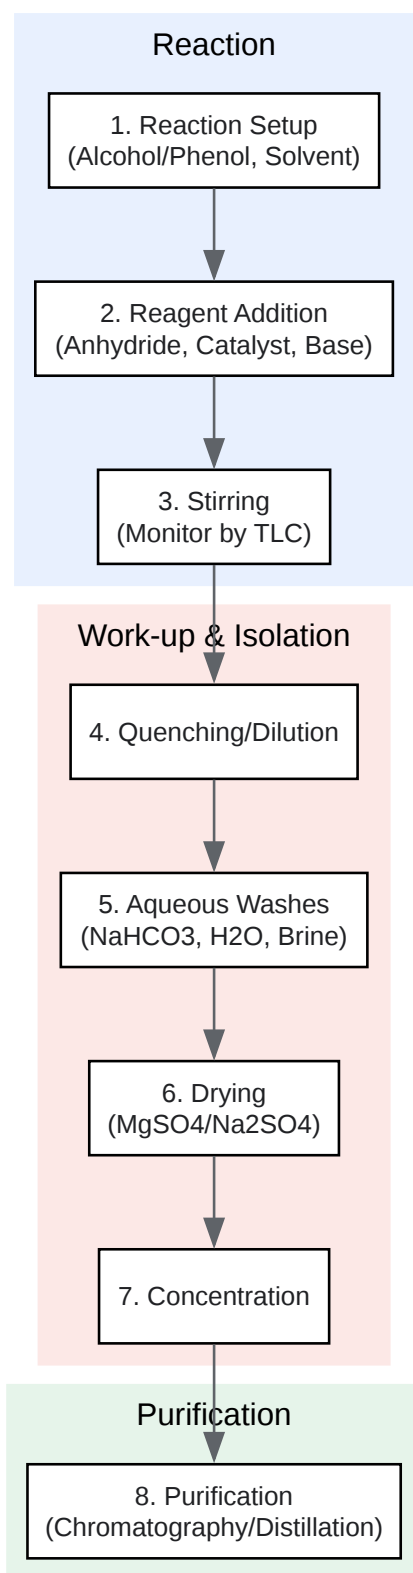 Reaction
1. Reaction Setup
(Alcohol/Phenol, Solvent)
2. Reagent Addition
(Anhydride, Catalyst, Base)
3. Stirring
(Monitor by TLC)
Work-up & Isolation
4. Quenching/Dilution
5. Aqueous Washes
(NaHCO3, H2O, Brine)
6. Drying
(MgSO4/Na2SO4)
7. Concentration
Purification
8. Purification
(Chromatography/Distillation)